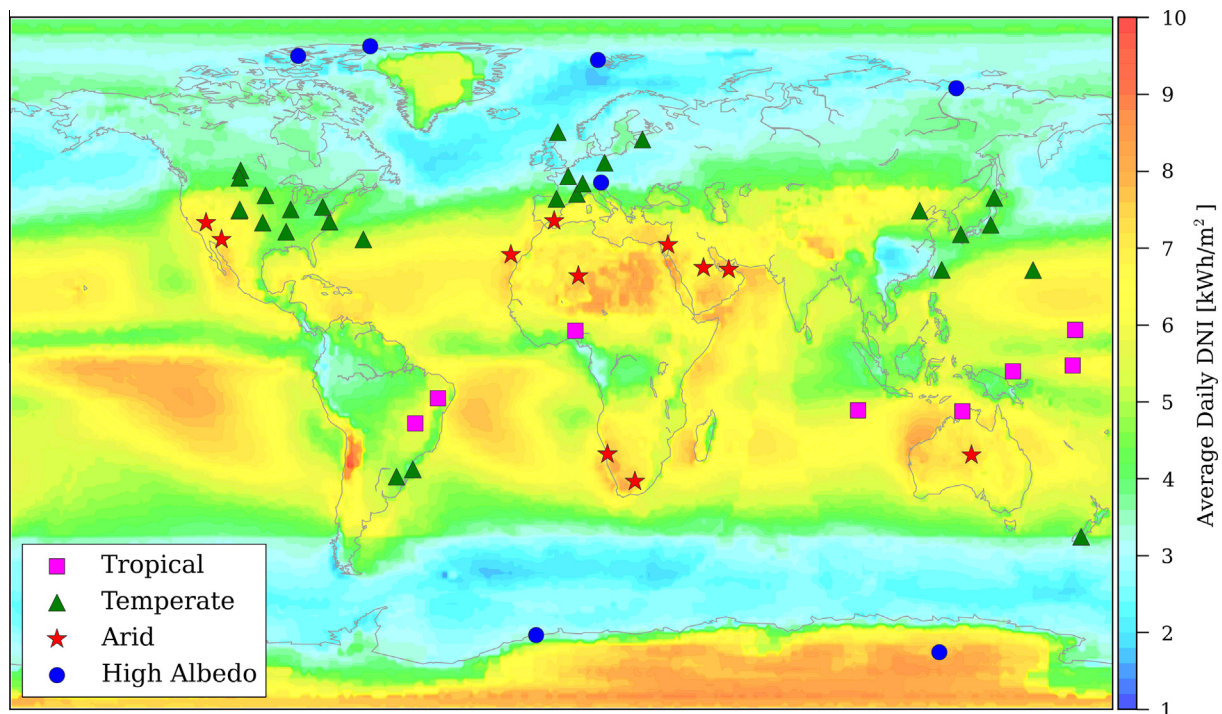 Tropical
Temperate
Arid
High Albedo
10
9
8
7
6
5
4
3
2
1
Average Daily DNI [kWh/m² ]